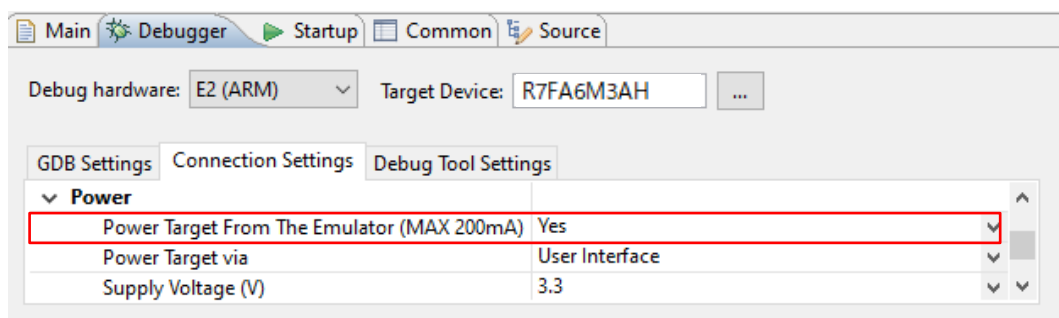 Main Debugger Startup Common Source
Debug hardware: E2 (ARM) Target Device: R7FA6M3AH ...
GDB Settings Connection Settings Debug Tool Settings
Power
Power Target From The Emulator (MAX 200mA) Yes
Power Target via User Interface
Supply Voltage (V) 3.3